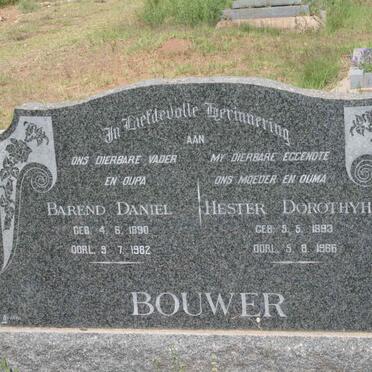 In Liefdevolle Herinnering
AAN
ONS DIERBARE VADER
EN OUPA
BAREND DANIEL
GEB. 4. 6. 1890
OORL. 9. 7. 1982
MY DIERBARE EGGENOTE
ONS MOEDER EN OUMA
HESTER DOROTHYH
GEB. 5. 5. 1893
OORL. 5. 8. 1966
BOUWER